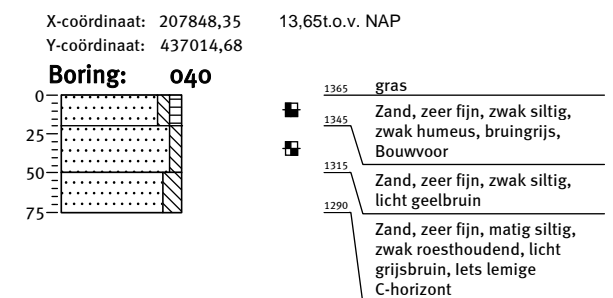 X-coördinaat: 207848,35 13,65t.o.v. NAP
Y-coördinaat: 437014,68
Boring: 040
0
25
50
75
1365 gras
1345 Zand, zeer fijn, zwak siltig,
zwak humeus, bruingrijs,
Bouwvoor
1315 Zand, zeer fijn, zwak siltig,
licht geelbruin
1290 Zand, zeer fijn, matig siltig,
zwak roesthoudend, licht
grijsbruin, Iets lemige
C-horizont